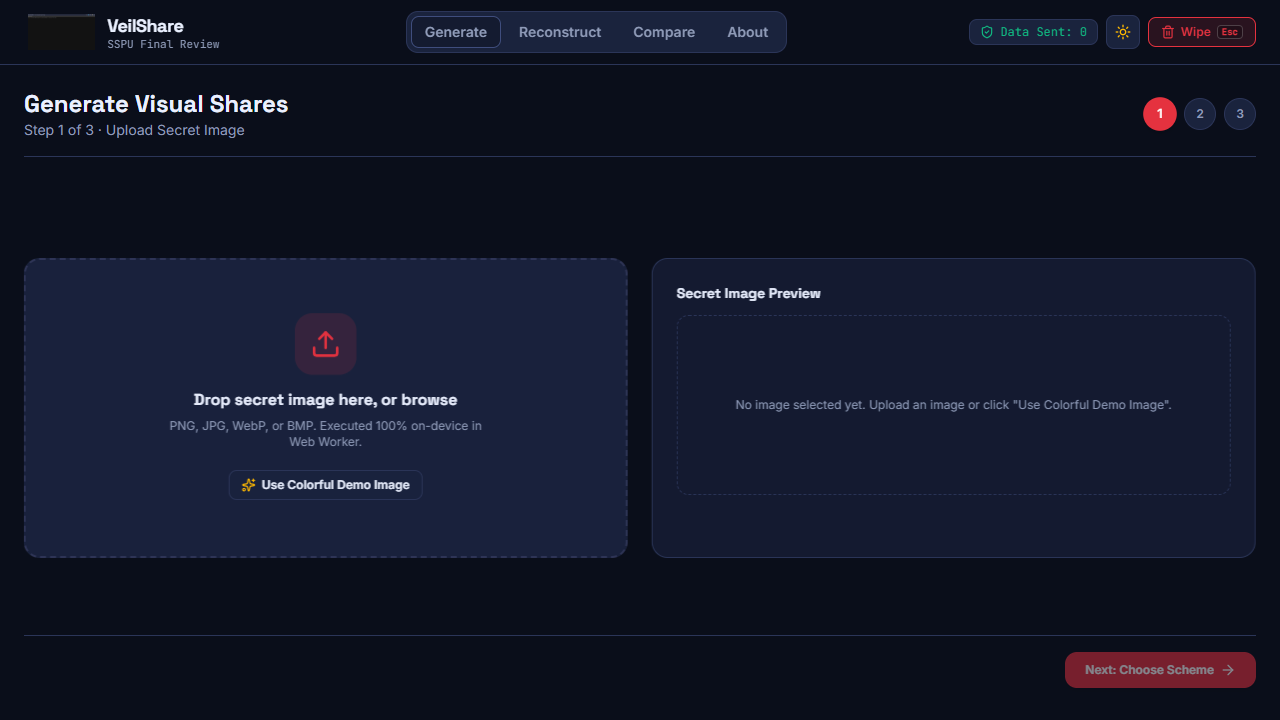 VeilShare
SSPU Final Review
Generate
Reconstruct
Compare
About
Data Sent: 0
Wipe Esc
Generate Visual Shares
Step 1 of 3 · Upload Secret Image
1
2
3
Drop secret image here, or browse
PNG, JPG, WebP, or BMP. Executed 100% on-device in
Web Worker.
Use Colorful Demo Image
Secret Image Preview
No image selected yet. Upload an image or click "Use Colorful Demo Image".
Next: Choose Scheme